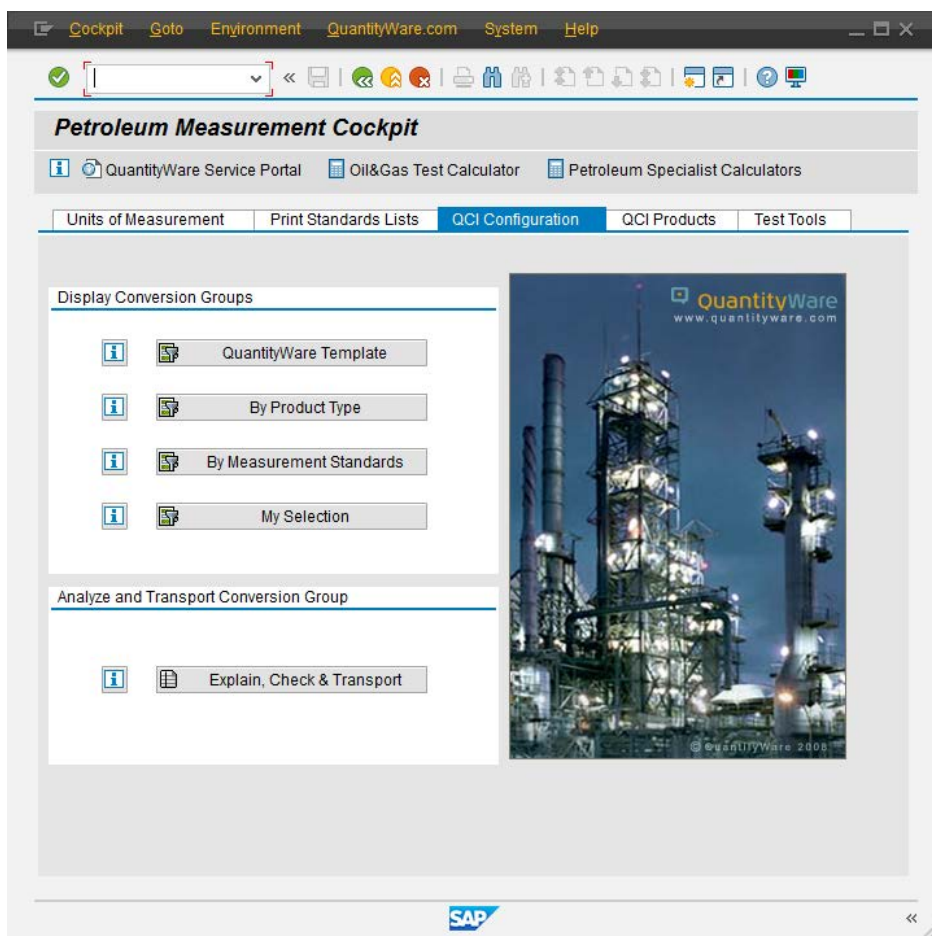 Cockpit Goto Environment QuantityWare.com System Help
Petroleum Measurement Cockpit
QuantityWare Service Portal Oil&Gas Test Calculator Petroleum Specialist Calculators
Units of Measurement Print Standards Lists QCI Configuration QCI Products Test Tools
Display Conversion Groups
QuantityWare Template
By Product Type
By Measurement Standards
My Selection
Analyze and Transport Conversion Group
Explain, Check & Transport
QuantityWare
www.quantityware.com
© QuantityWare 2008
SAP